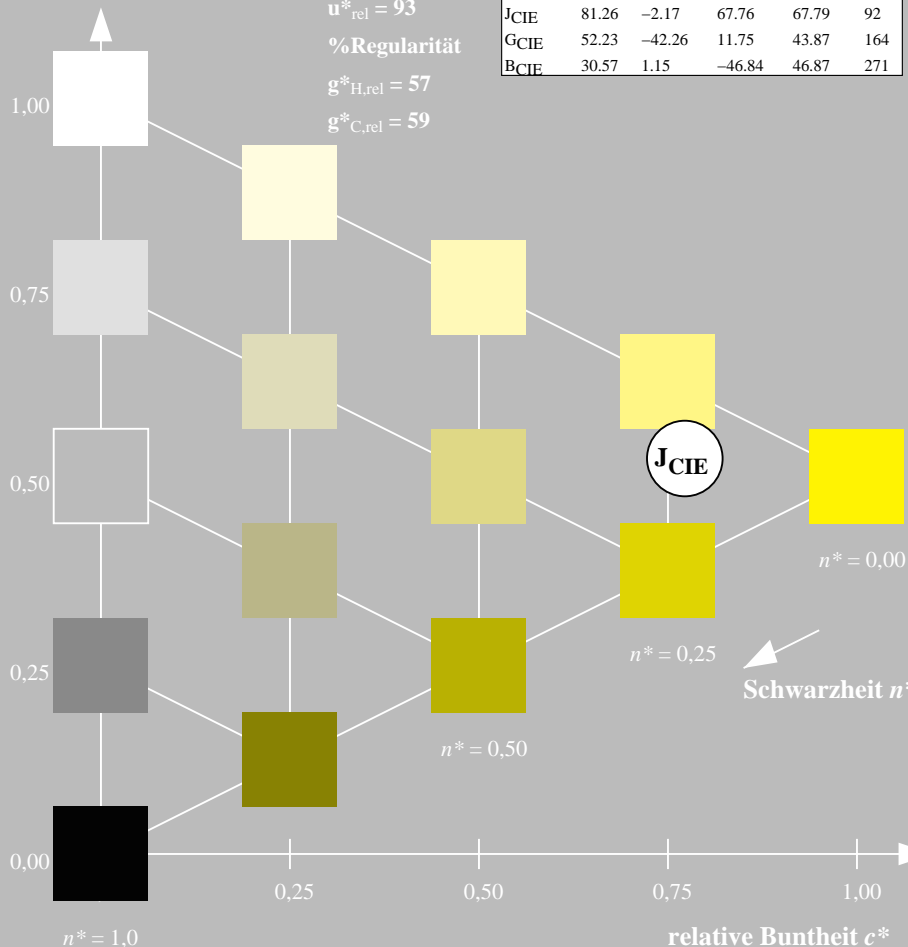 u*rel = 93
%Regularität
g*H,rel = 57
g*C,rel = 59
JCIE 81.26 −2.17 67.76 67.79 92
GCIE 52.23 −42.26 11.75 43.87 164
BCIE 30.57 1.15 −46.84 46.87 271
1,00
0,75
0,50
0,25
0,00
JCIE
n* = 0,00
n* = 0,25
Schwarzheit n*
n* = 0,50
0,25 0,50 0,75 1,00
n* = 1,0
relative Buntheit c*